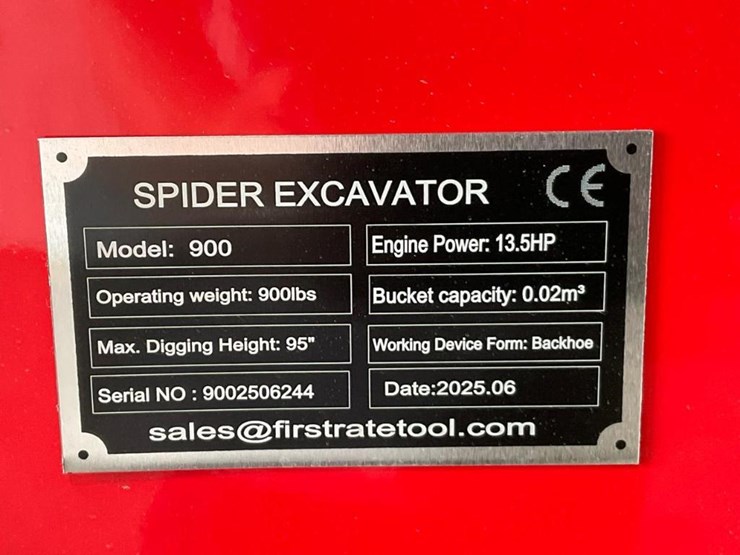 SPIDER EXCAVATOR CE
Model: 900
Engine Power: 13.5HP
Operating weight: 900lbs
Bucket capacity: 0.02m³
Max. Digging Height: 95"
Working Device Form: Backhoe
Serial NO : 9002506244
Date:2025.06
sales@firstratetool.com